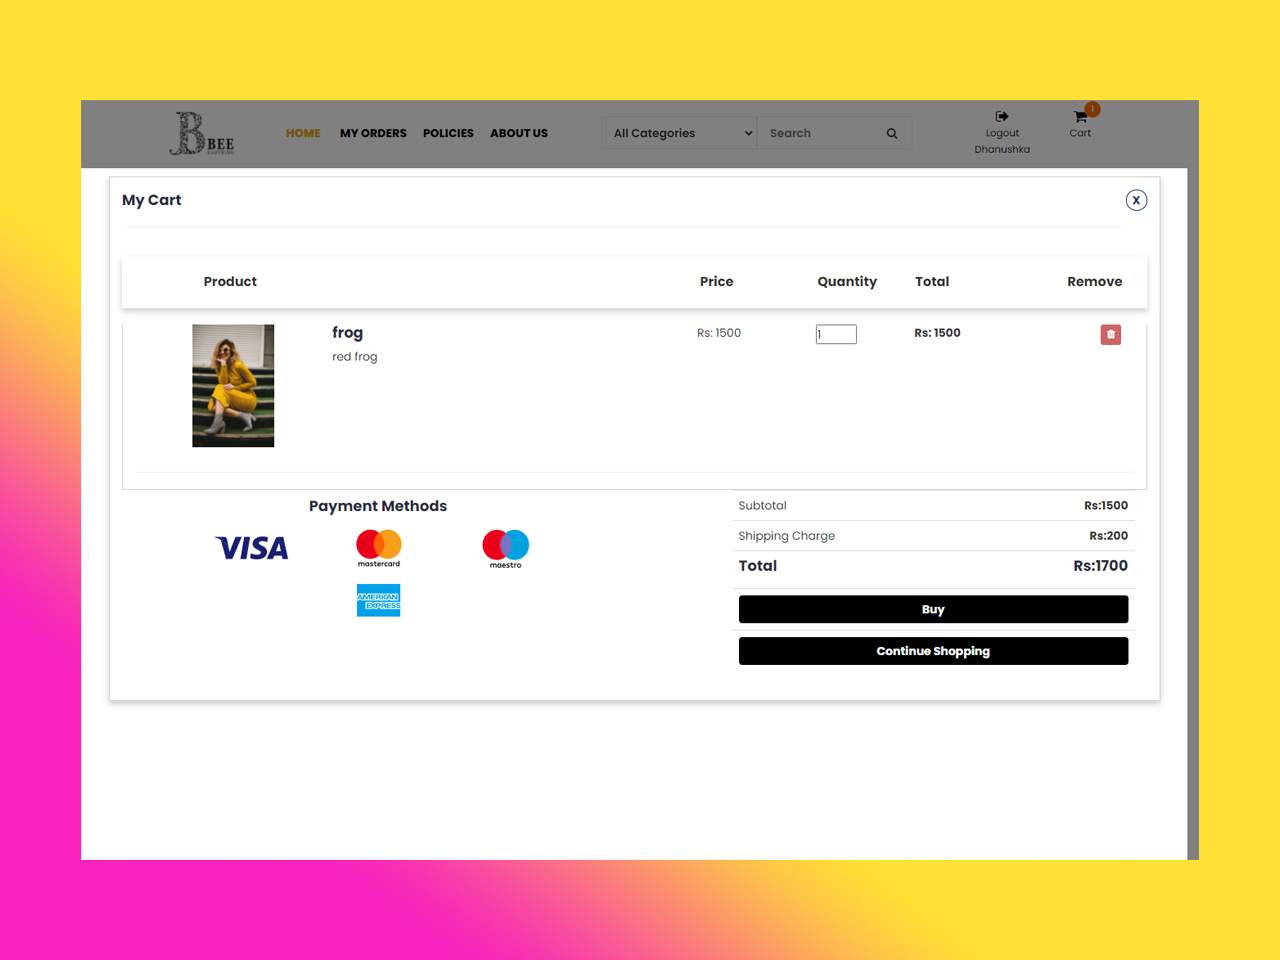 B BEE
KLOTHING
HOME MY ORDERS POLICIES ABOUT US
All Categories Search
Logout
Dhanushka
1
Cart
My Cart X
Product Price Quantity Total Remove
frog Rs: 1500 1 Rs: 1500
red frog
Payment Methods
VISA mastercard. maestro
AMERICAN
EXPRESS
Subtotal Rs:1500
Shipping Charge Rs:200
Total Rs:1700
Buy
Continue Shopping